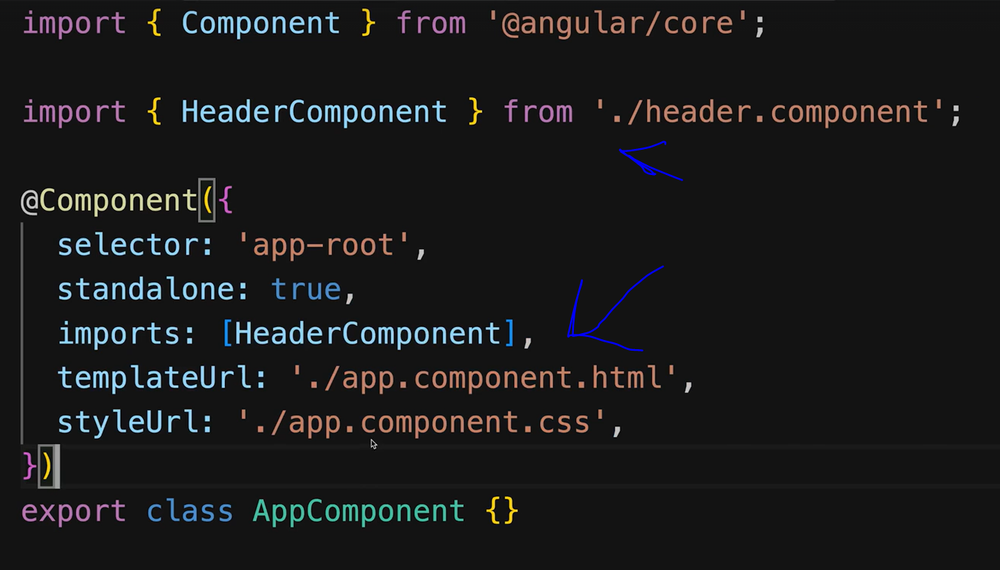 import { Component } from '@angular/core';
import { HeaderComponent } from './header.component';
@Component({
selector: 'app-root',
standalone: true,
imports: [HeaderComponent],
templateUrl: './app.component.html',
styleUrl: './app.component.css',
})
export class AppComponent {}